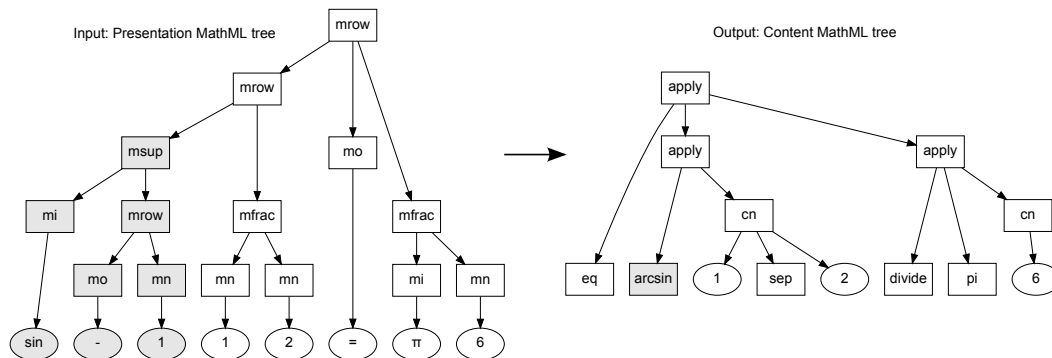 Input: Presentation MathML tree
mrow
Output: Content MathML tree
mrow
apply
msup
mo
apply
apply
mi
mrow
mfrac
mfrac
cn
cn
mo
mn
mn
mn
mi
mn
eq
arcsin
1
sep
2
divide
pi
6
sin
-
1
1
2
=
π
6